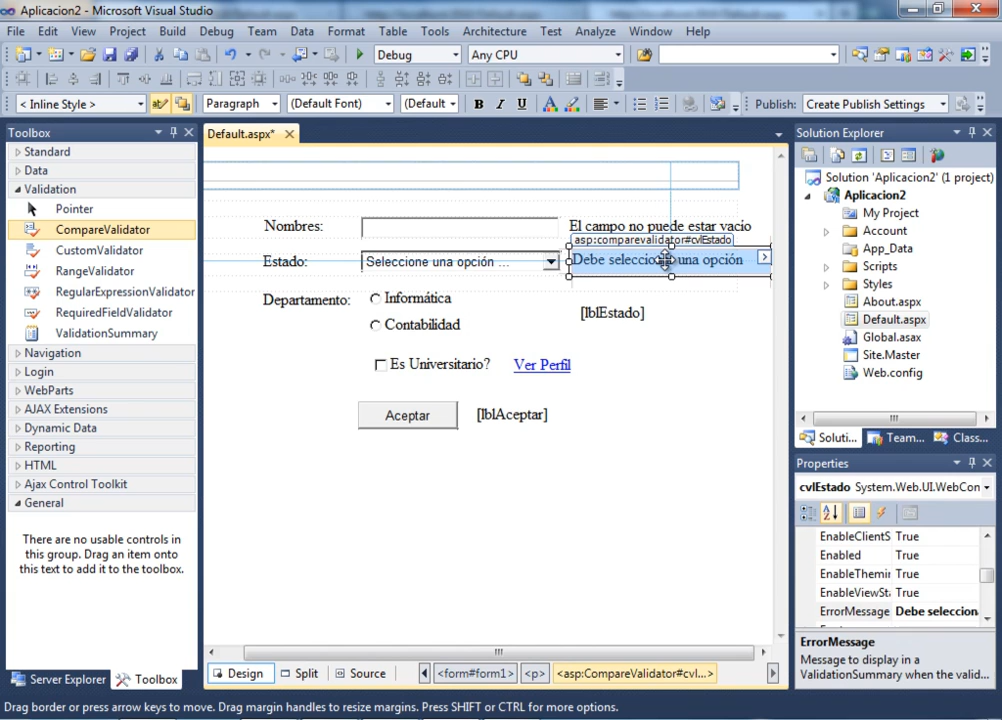 Aplicacion2 - Microsoft Visual Studio
File Edit View Project Build Debug Team Data Format Table Tools Architecture Test Analyze Window Help
Debug Any CPU
< Inline Style > Paragraph (Default Font) (Default B I U A Publish: Create Publish Settings
Toolbox
Standard
Data
Validation
Pointer
CompareValidator
CustomValidator
RangeValidator
RegularExpressionValidator
RequiredFieldValidator
ValidationSummary
Navigation
Login
WebParts
AJAX Extensions
Dynamic Data
Reporting
HTML
Ajax Control Toolkit
General
There are no usable controls in
this group. Drag an item onto
this text to add it to the toolbox.
Server Explorer Toolbox
Default.aspx*
Nombres: El campo no puede estar vacio
asp:comparevalidator#cvlEstado
Estado: Seleccione una opción ... Debe seleccione una opción
Departamento: Informática
[lblEstado]
Contabilidad
Es Universitario? Ver Perfil
Aceptar [lblAceptar]
Design Split Source <form#form1> <p> <asp:CompareValidator#cvl...>
Solution Explorer
Solution 'Aplicacion2' (1 project)
Aplicacion2
My Project
Account
App_Data
Scripts
Styles
About.aspx
Default.aspx
Global.asax
Site.Master
Web.config
Soluti... Team... Class...
Properties
cvlEstado System.Web.UI.WebCon
EnableClientS True
Enabled True
EnableThemir True
EnableViewSt True
ErrorMessage Debe seleccion
ErrorMessage
Message to display in a
ValidationSummary when the valid...
Drag border or press arrow keys to move. Drag margin handles to resize margins. Press SHIFT or CTRL for more options.